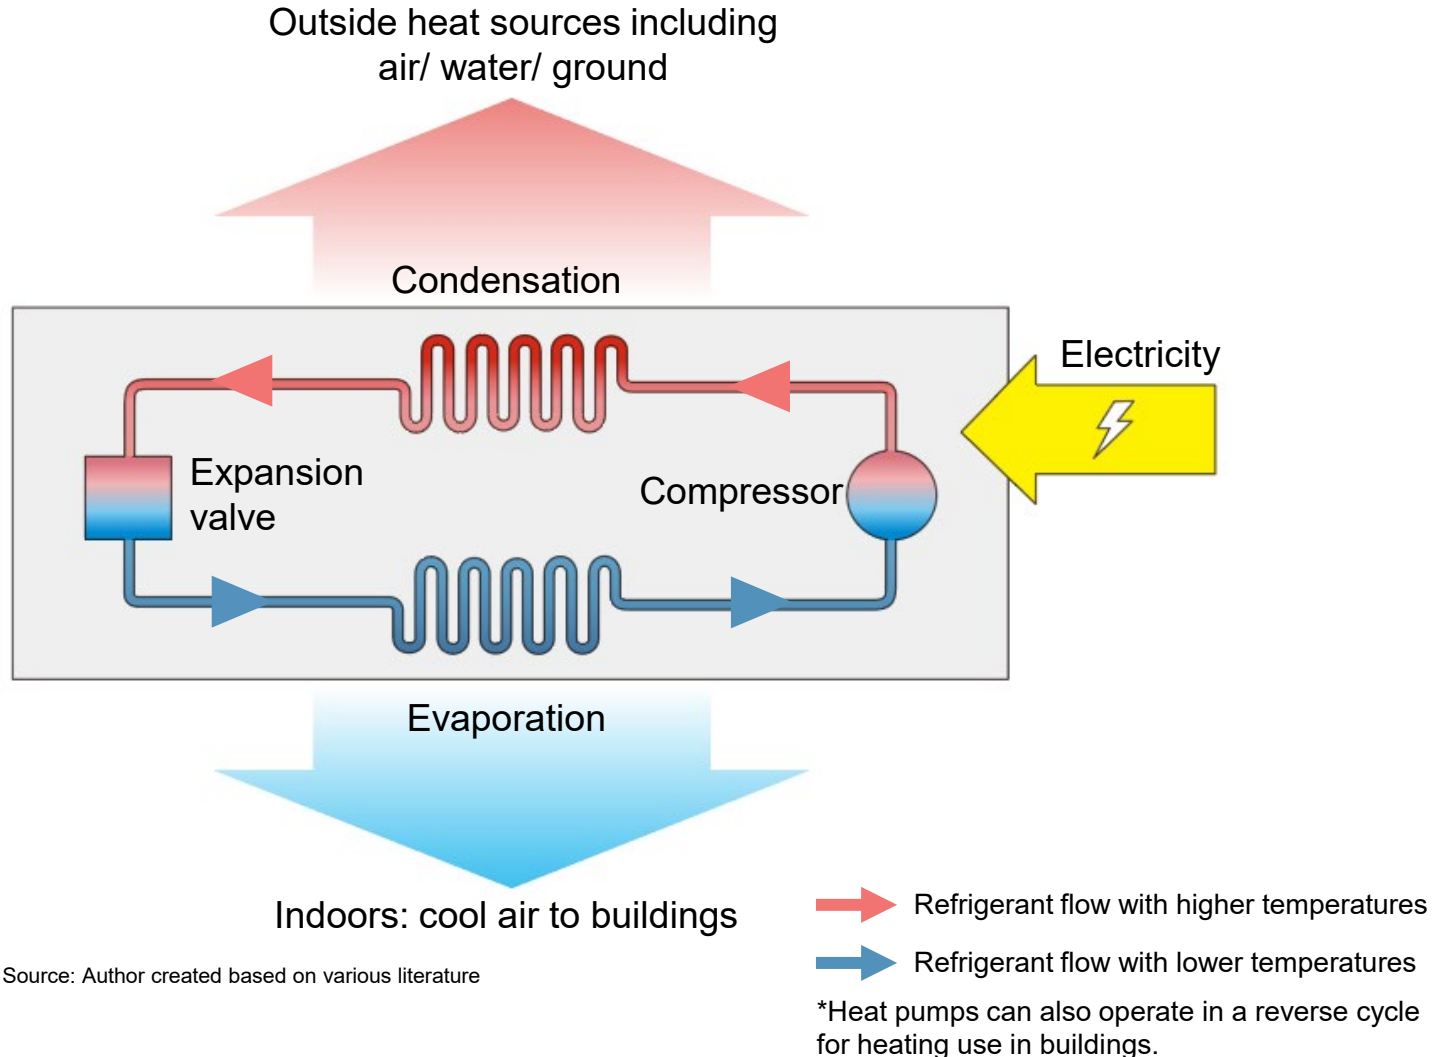 Outside heat sources including
air/ water/ ground
Condensation
Electricity
Expansion
valve
Compressor
Evaporation
Indoors: cool air to buildings
Refrigerant flow with higher temperatures
Refrigerant flow with lower temperatures
Source: Author created based on various literature
*Heat pumps can also operate in a reverse cycle
for heating use in buildings.